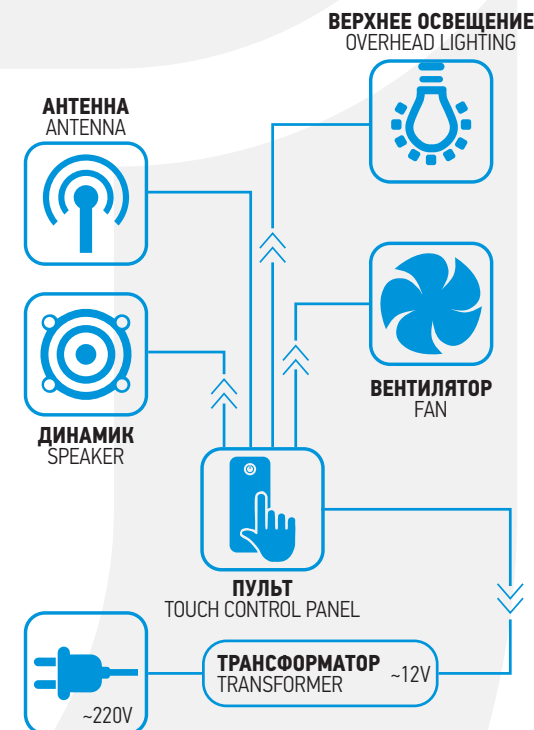 ВЕРХНЕЕ ОСВЕЩЕНИЕ
OVERHEAD LIGHTING
АНТЕННА
ANTENNA
ДИНАМИК
SPEAKER
ВЕНТИЛЯТОР
FAN
ПУЛЬТ
TOUCH CONTROL PANEL
ТРАНСФОРМАТОР
TRANSFORMER
~12V
~220V